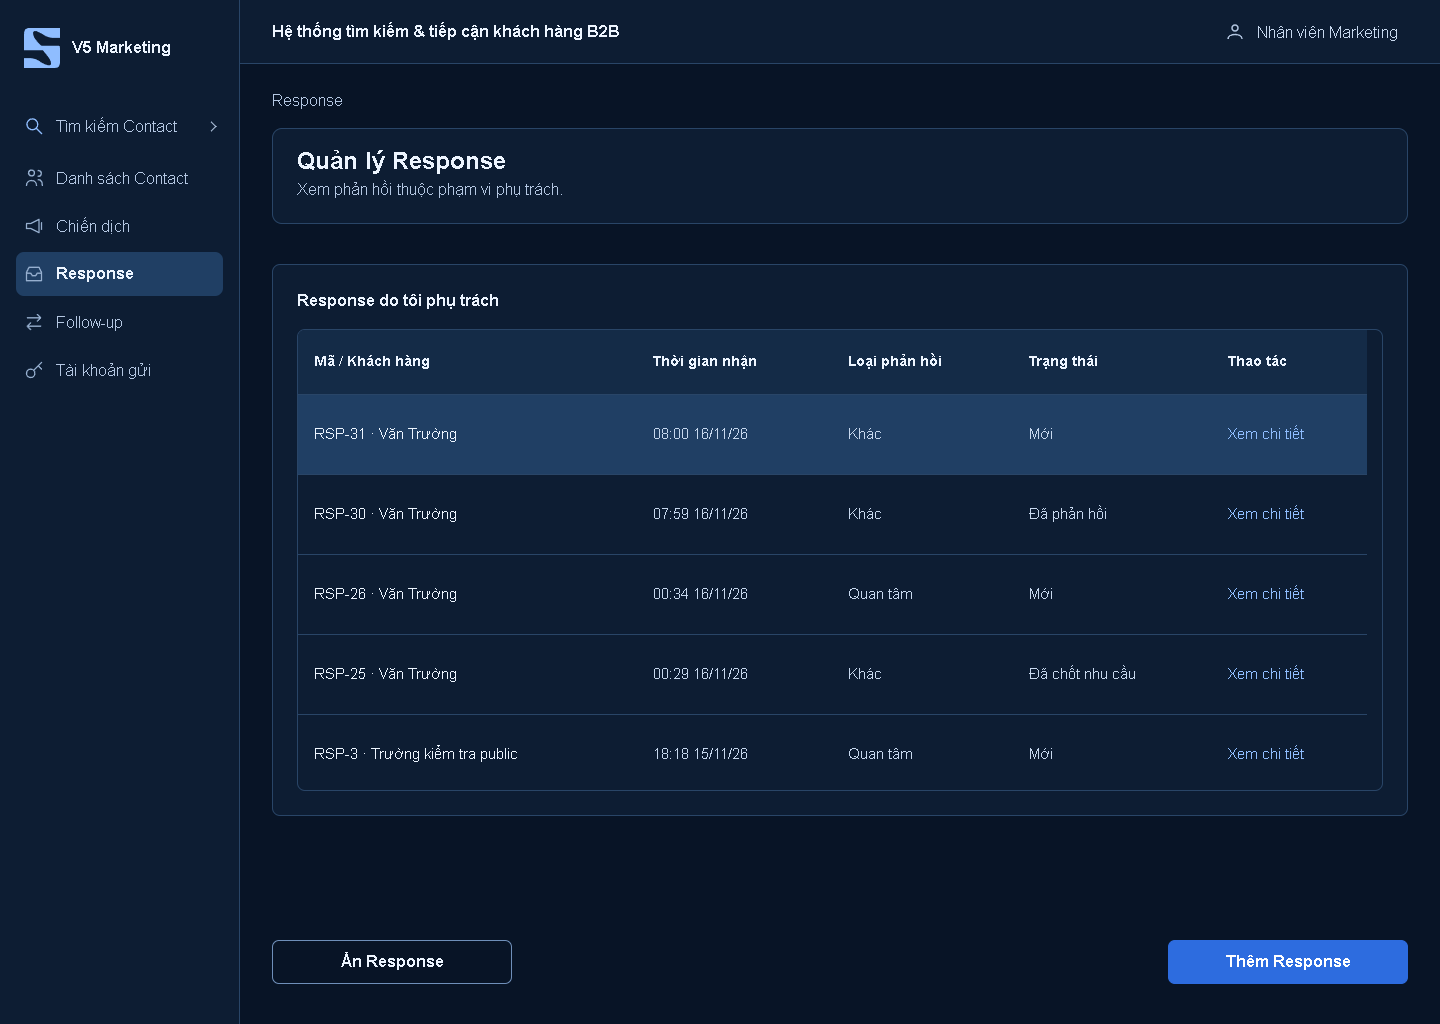 V5 Marketing
Hệ thống tìm kiếm & tiếp cận khách hàng B2B
Nhân viên Marketing
Tìm kiếm Contact
Danh sách Contact
Chiến dịch
Response
Follow-up
Tài khoản gửi
Response
Quản lý Response
Xem phản hồi thuộc phạm vi phụ trách.
Response do tôi phụ trách
Mã / Khách hàng Thời gian nhận Loại phản hồi Trạng thái Thao tác
RSP-31 · Văn Trường 08:00 16/11/26 Khác Mới Xem chi tiết
RSP-30 · Văn Trường 07:59 16/11/26 Khác Đã phản hồi Xem chi tiết
RSP-26 · Văn Trường 00:34 16/11/26 Quan tâm Mới Xem chi tiết
RSP-25 · Văn Trường 00:29 16/11/26 Khác Đã chốt nhu cầu Xem chi tiết
RSP-3 · Trường kiểm tra public 18:18 15/11/26 Quan tâm Mới Xem chi tiết
Ẩn Response
Thêm Response